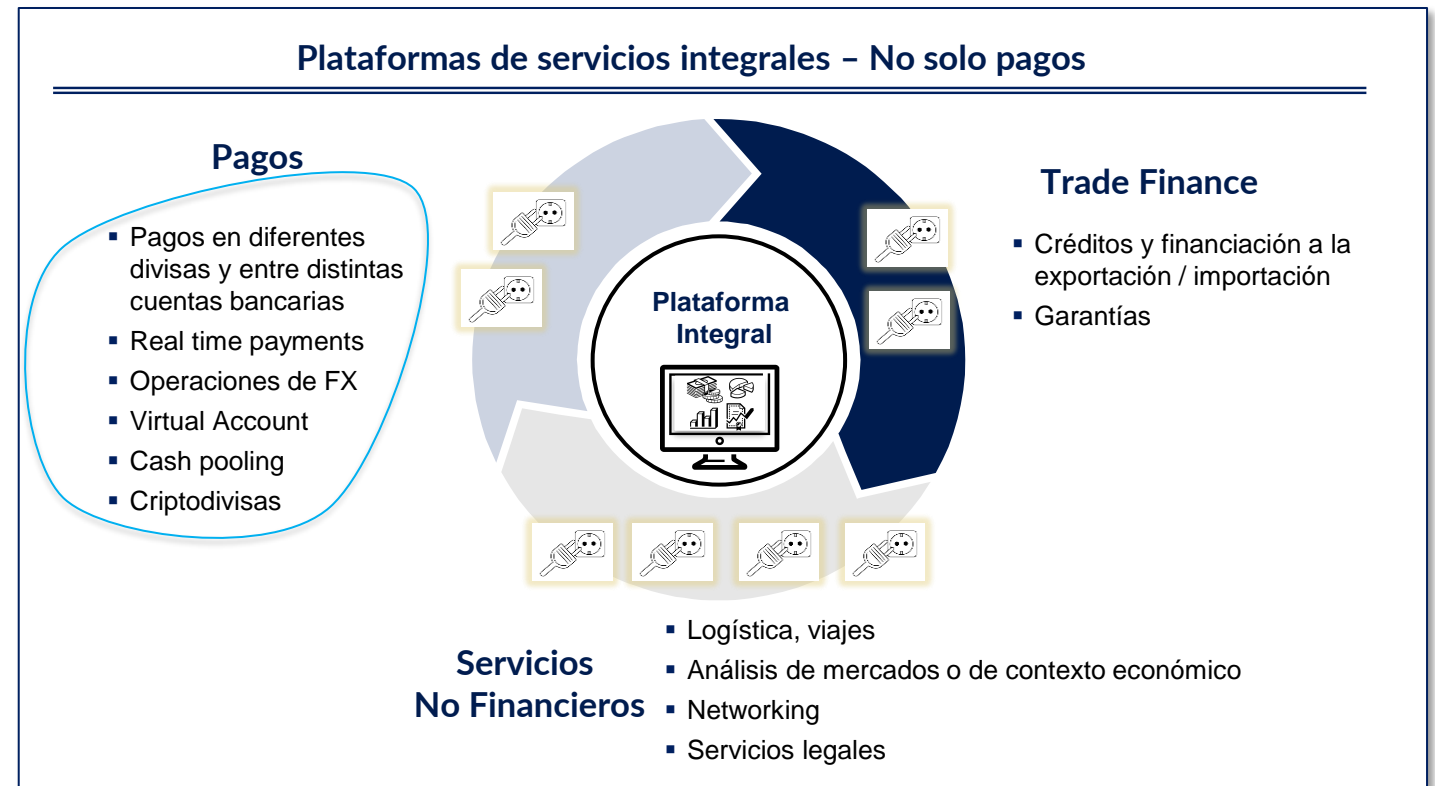 Plataformas de servicios integrales – No solo pagos
Pagos
▪ Pagos en diferentes
divisas y entre distintas
cuentas bancarias
▪ Real time payments
▪ Operaciones de FX
▪ Virtual Account
▪ Cash pooling
▪ Criptodivisas
Plataforma
Integral
Trade Finance
▪ Créditos y financiación a la
exportación / importación
▪ Garantías
Servicios
No Financieros
▪ Logística, viajes
▪ Análisis de mercados o de contexto económico
▪ Networking
▪ Servicios legales